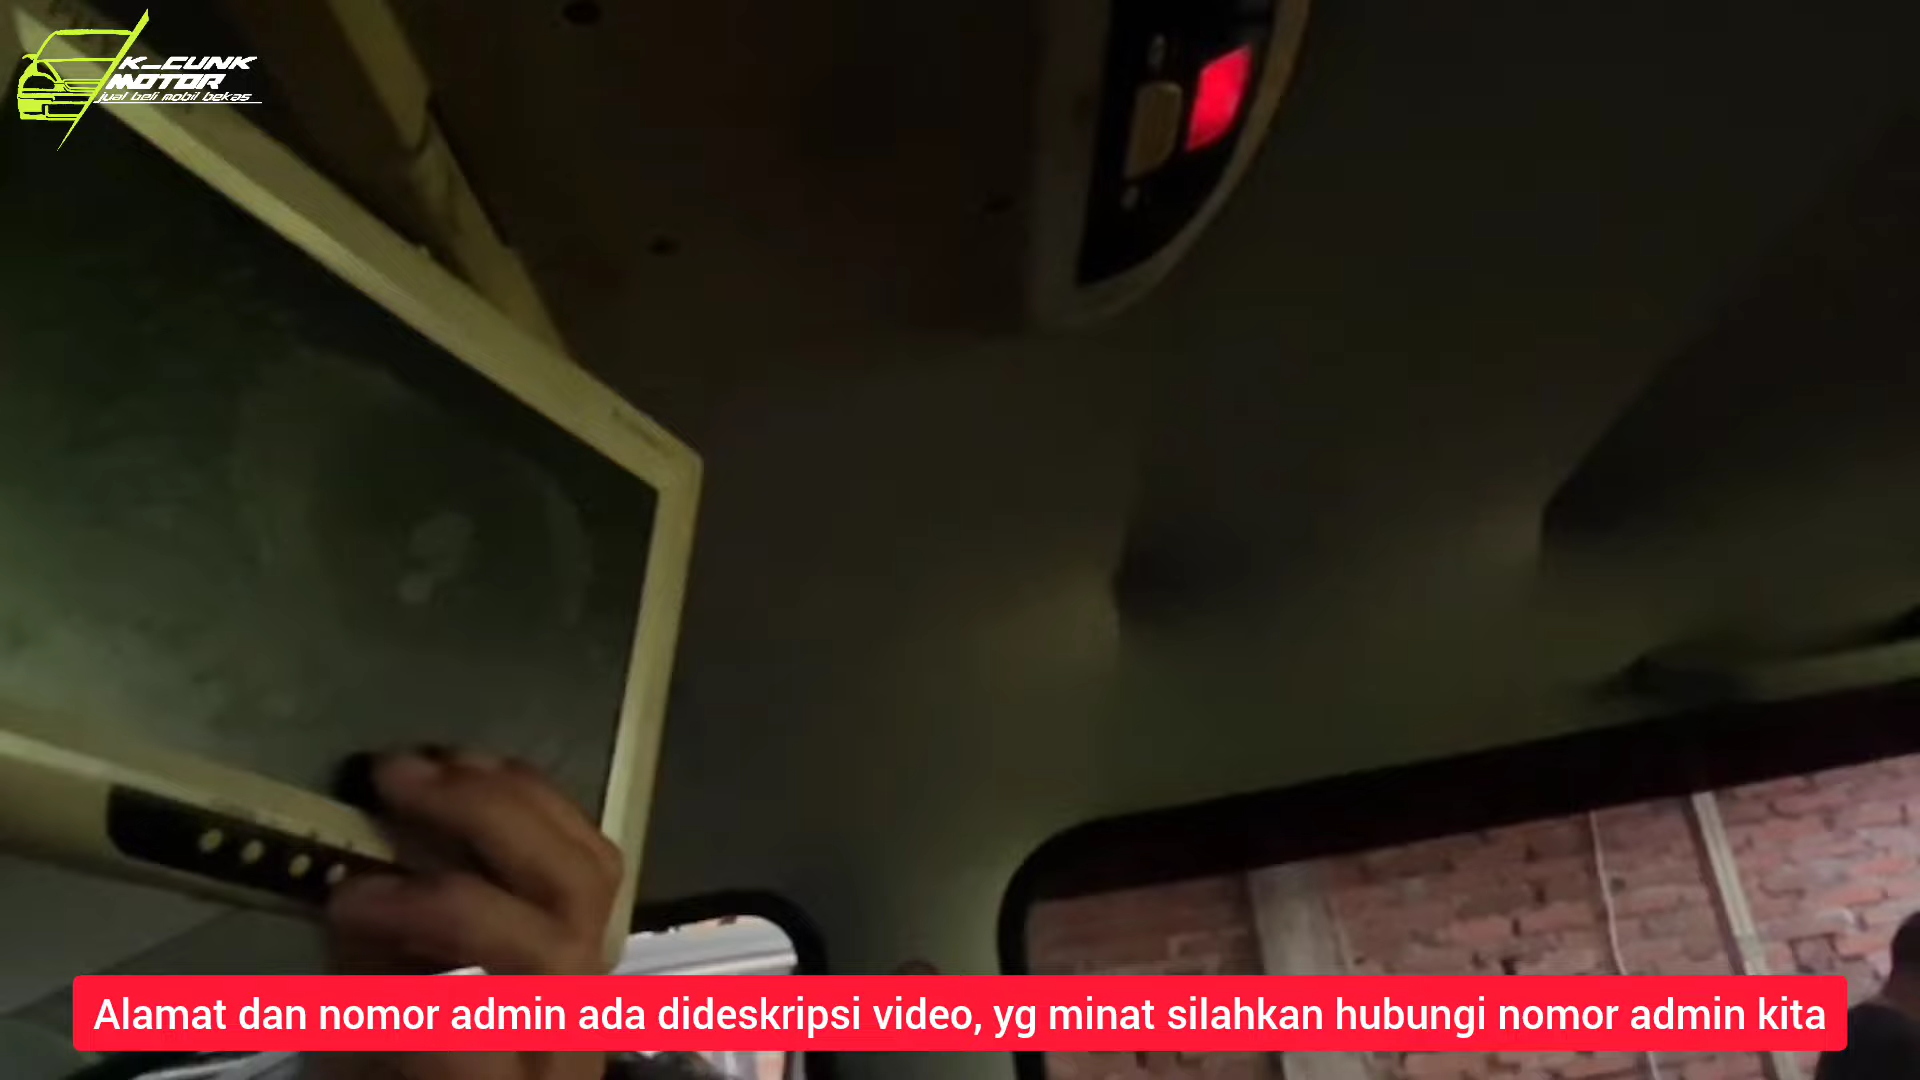 K_CUNK
MOTOR
jual beli mobil bekas
Alamat dan nomor admin ada dideskripsi video, yg minat silahkan hubungi nomor admin kita